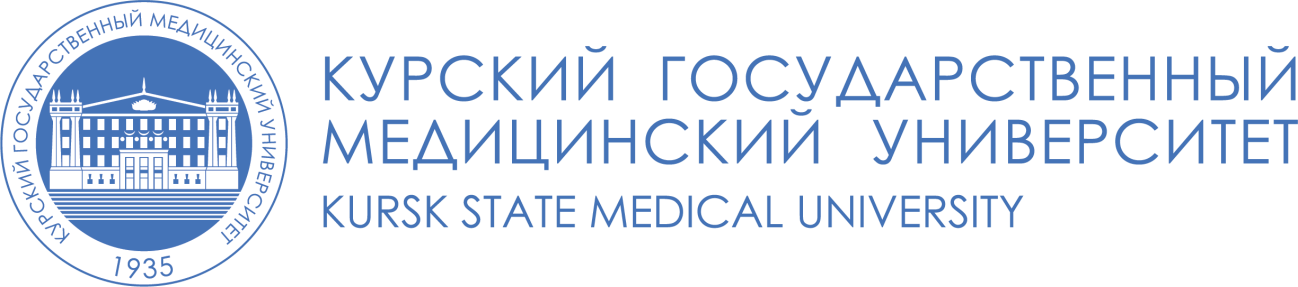 КУРСКИЙ ГОСУДАРСТВЕННЫЙ МЕДИЦИНСКИЙ УНИВЕРСИТЕТ
1935
КУРСКИЙ ГОСУДАРСТВЕННЫЙ
МЕДИЦИНСКИЙ УНИВЕРСИТЕТ
KURSK STATE MEDICAL UNIVERSITY